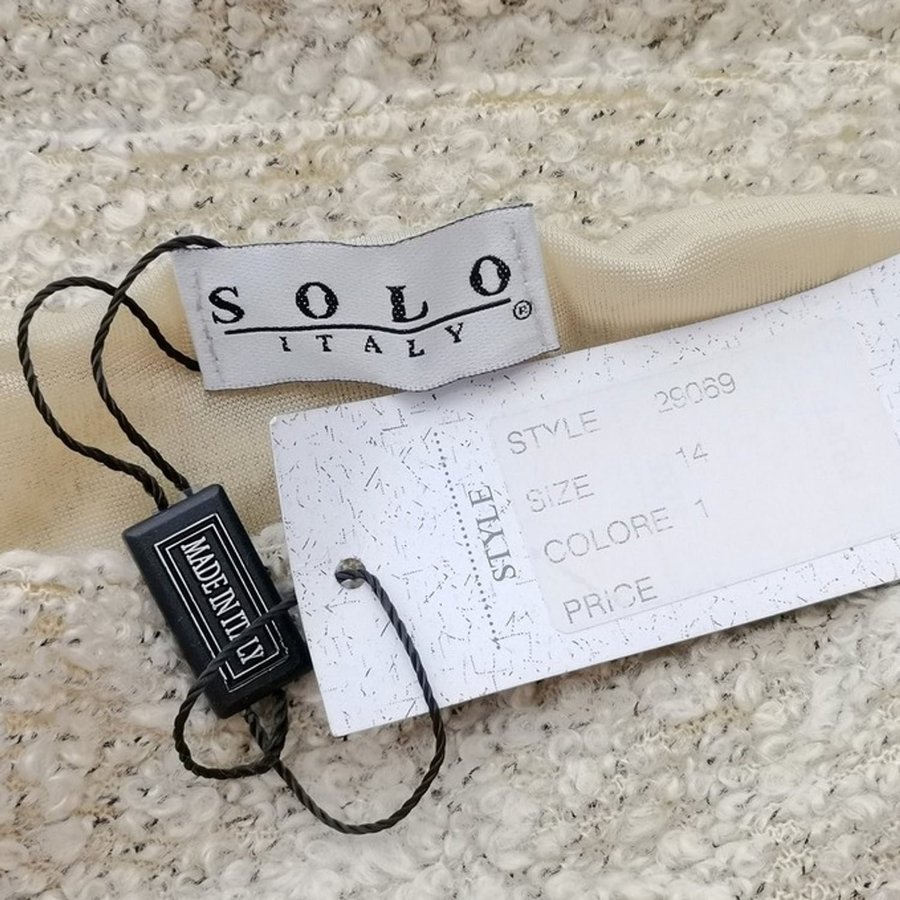 SOLO
ITALY
®
STYLE 29069
SIZE 14
COLORE 1
PRICE
STYLE
MADE IN ITALY